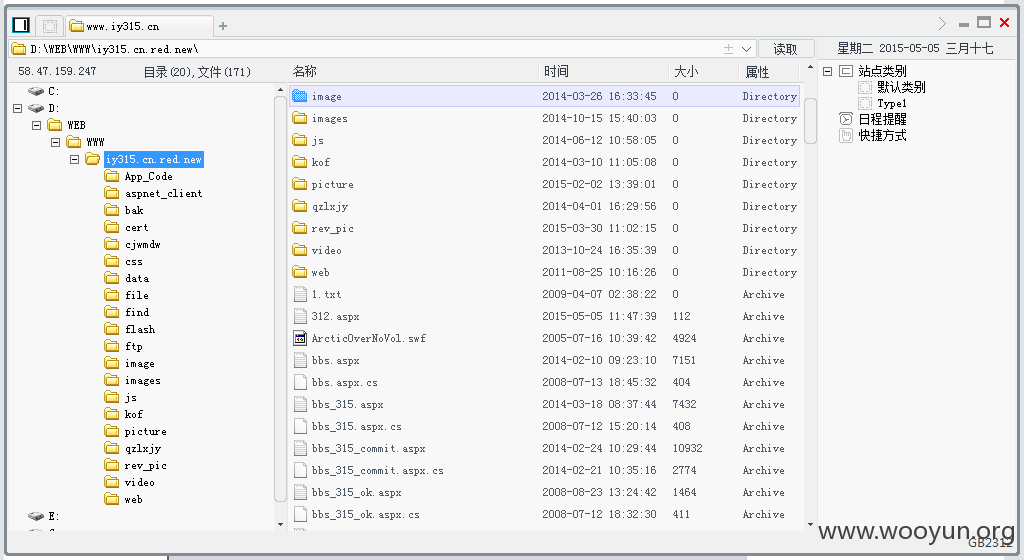 www.iy315.cn
D:\WEB\WWW\iy315.cn.red.new\
读取
星期二 2015-05-05 三月十七
58.47.159.247
目录(20),文件(171)
名称 时间 大小 属性
C:
D:
WEB
WWW
iy315.cn.red.new
App_Code
aspnet_client
bak
cert
cjwmdw
css
data
file
find
flash
ftp
image
images
js
kof
picture
qzlxjy
rev_pic
video
web
E:
image 2014-03-26 16:33:45 0 Directory
images 2014-10-15 15:40:03 0 Directory
js 2014-06-12 10:58:05 0 Directory
kof 2014-03-10 11:05:08 0 Directory
picture 2015-02-02 13:39:01 0 Directory
qzlxjy 2014-04-01 16:29:56 0 Directory
rev_pic 2015-03-30 11:02:15 0 Directory
video 2013-10-24 16:35:39 0 Directory
web 2011-08-25 10:16:26 0 Directory
1.txt 2009-04-07 02:38:22 0 Archive
312.aspx 2015-05-05 11:47:39 112 Archive
ArcticOverNoVol.swf 2005-07-16 10:39:42 4924 Archive
bbs.aspx 2014-02-10 09:23:10 7151 Archive
bbs.aspx.cs 2008-07-13 18:45:32 404 Archive
bbs_315.aspx 2014-03-18 08:37:44 7432 Archive
bbs_315.aspx.cs 2008-07-12 15:20:14 408 Archive
bbs_315_commit.aspx 2014-02-24 10:29:44 10932 Archive
bbs_315_commit.aspx.cs 2014-02-21 10:35:16 2774 Archive
bbs_315_ok.aspx 2008-08-23 13:24:42 1464 Archive
bbs_315_ok.aspx.cs 2008-07-12 18:32:30 411 Archive
站点类别
默认类别
Type1
日程提醒
快捷方式
www.wooyun.org
GB2312